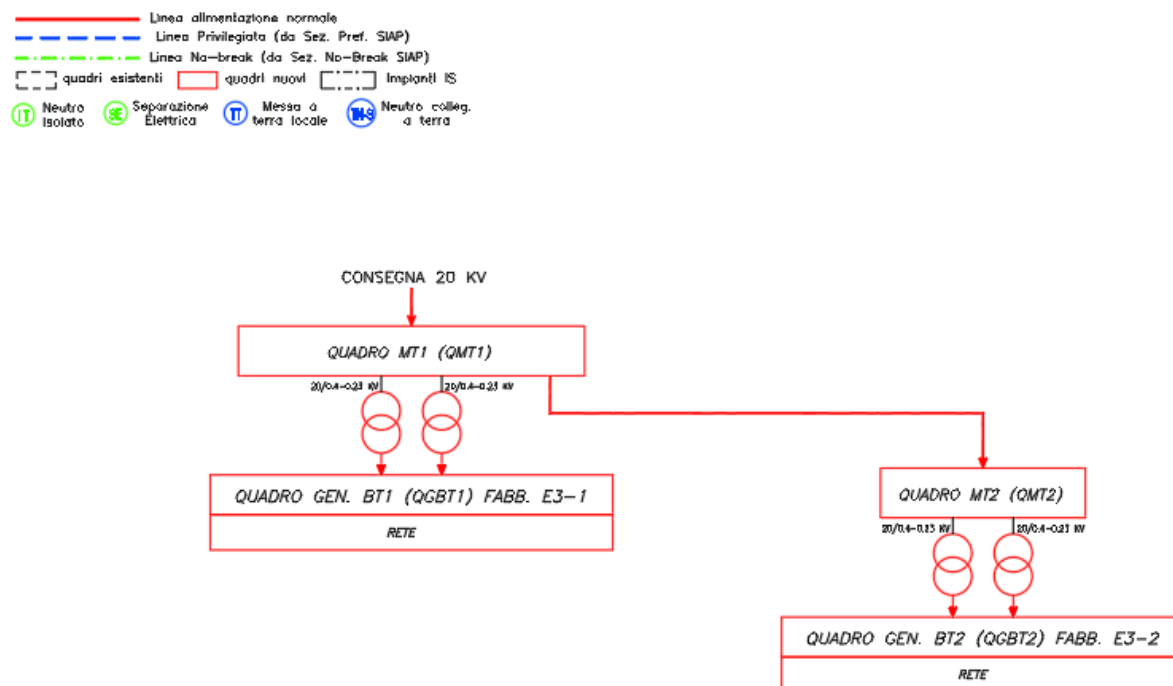 Linea alimentazione normale
Linea Privilegiata (da Sez. Pref. SIAP)
Linea No-break (da Sez. No-Break SIAP)
quadri esistenti quadri nuovi Impianti IS
IT Neutro Isolato SE Separazione Elettrica TT Messa a terra locale TN-S Neutro colleg. a terra
CONSEGNA 20 KV
QUADRO MT1 (QMT1)
20/0.4-0.23 KV 20/0.4-0.23 KV
QUADRO GEN. BT1 (QGBT1) FABB. E3-1
RETE
QUADRO MT2 (QMT2)
20/0.4-0.23 KV 20/0.4-0.23 KV
QUADRO GEN. BT2 (QGBT2) FABB. E3-2
RETE